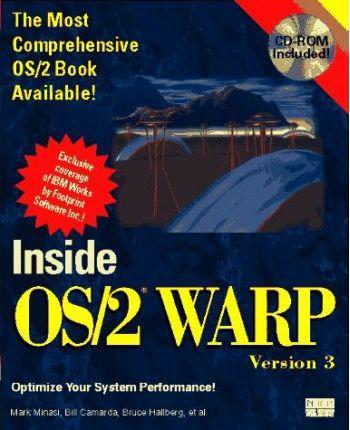 The Most
Comprehensive
OS/2 Book
Available!
CD-ROM
Included!
Exclusive
coverage
of IBM Works
by Footprint
Software Inc.!
Inside
OS/2® WARP
Version 3
Optimize Your System Performance!
Mark Minasi, Bill Camarda, Bruce Hallberg, et al.
NRP